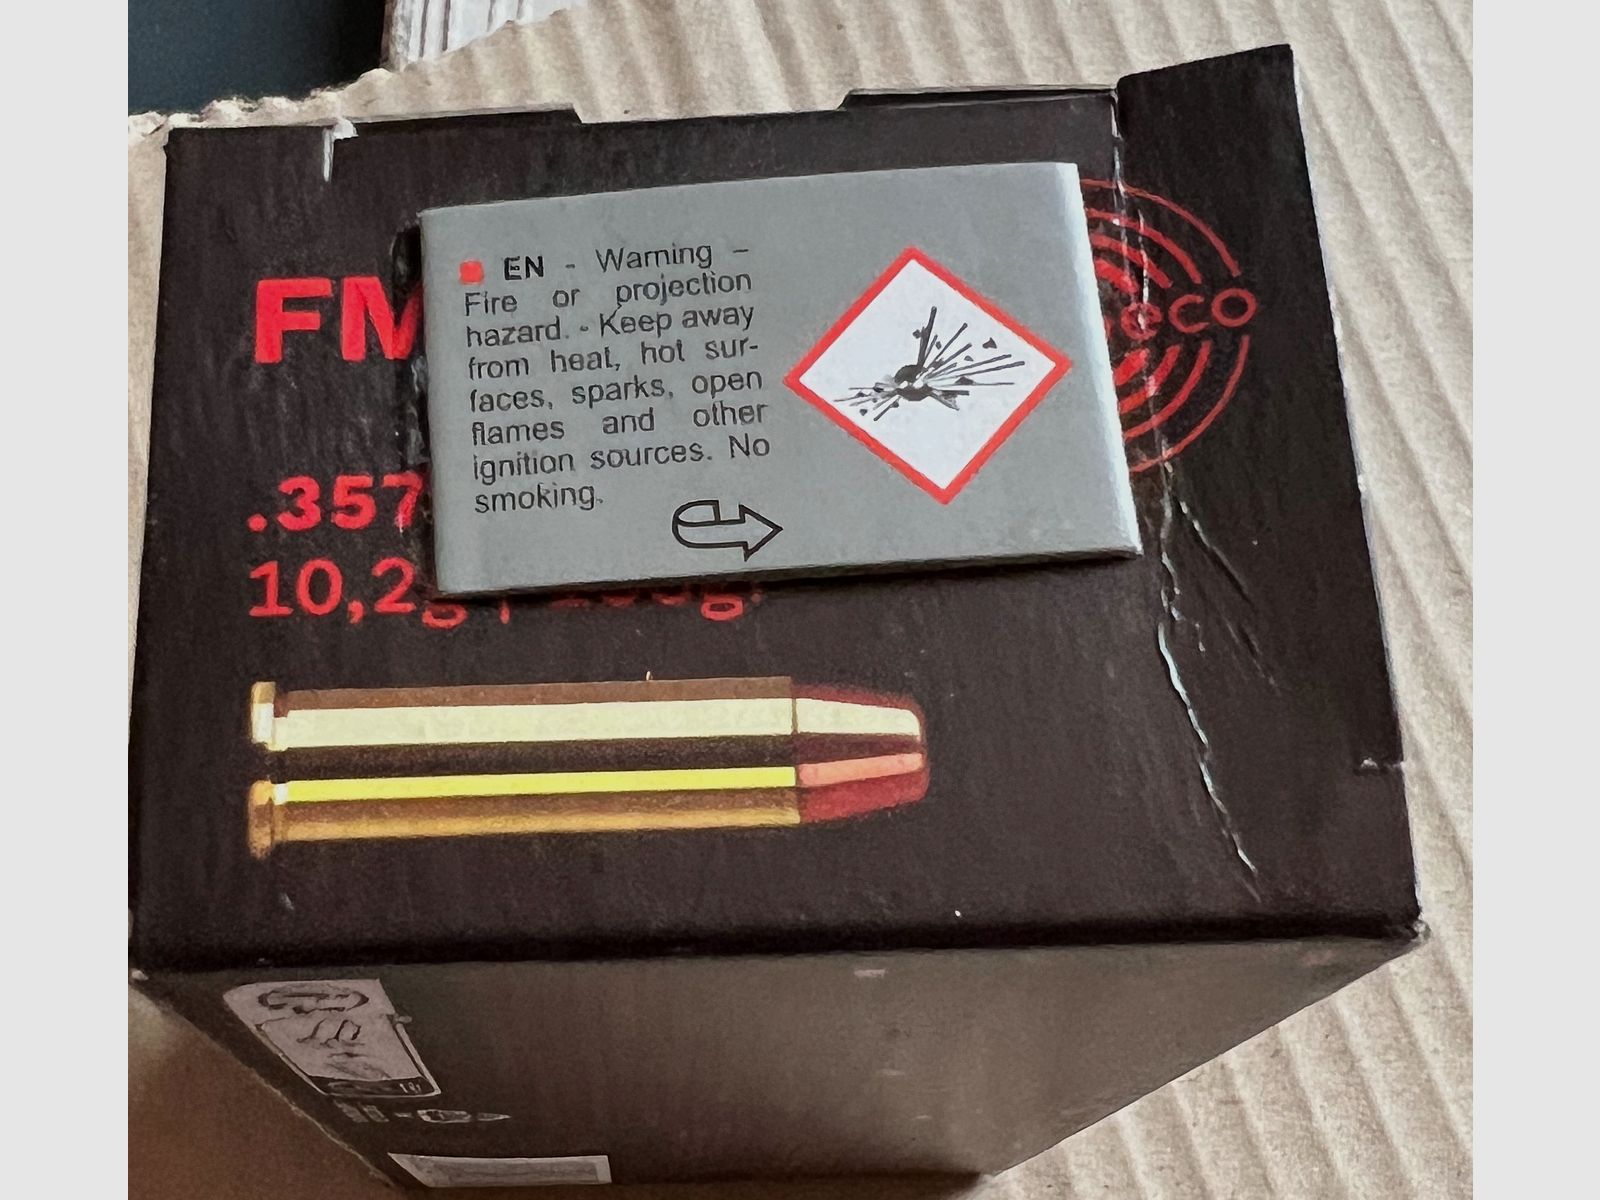 FM
■ EN - Warning –
Fire or projection
hazard. - Keep away
from heat, hot sur-
faces, sparks, open
flames and other
ignition sources. No
smoking.
eco
.357
10,2g